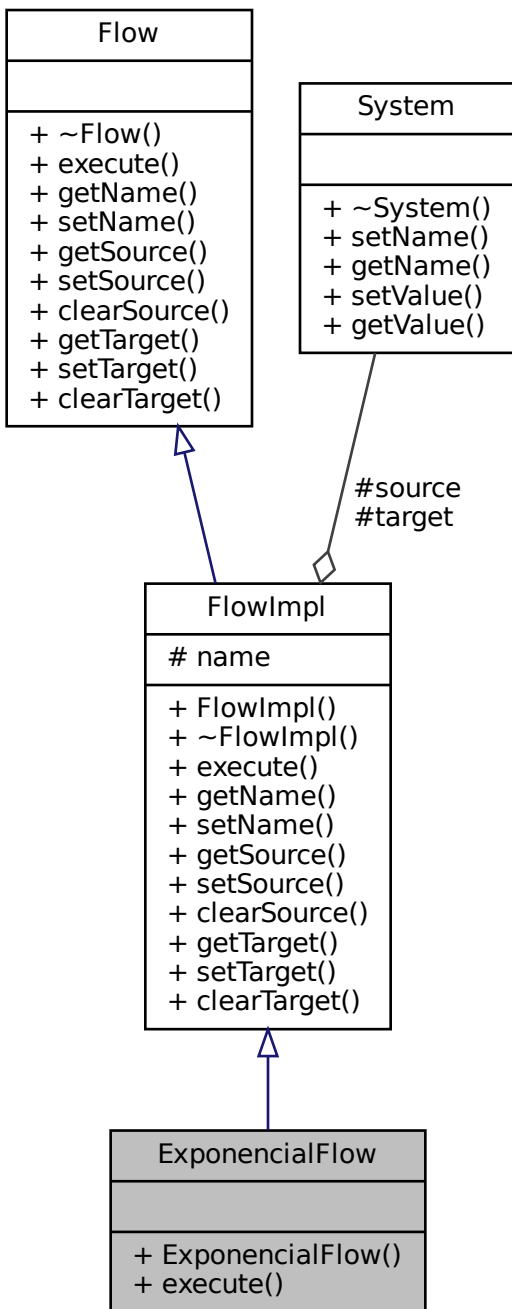 Flow
+ ~Flow()
+ execute()
+ getName()
+ setName()
+ getSource()
+ setSource()
+ clearSource()
+ getTarget()
+ setTarget()
+ clearTarget()
System
+ ~System()
+ setName()
+ getName()
+ setValue()
+ getValue()
#source
#target
FlowImpl
# name
+ FlowImpl()
+ ~FlowImpl()
+ execute()
+ getName()
+ setName()
+ getSource()
+ setSource()
+ clearSource()
+ getTarget()
+ setTarget()
+ clearTarget()
ExponencialFlow
+ ExponencialFlow()
+ execute()